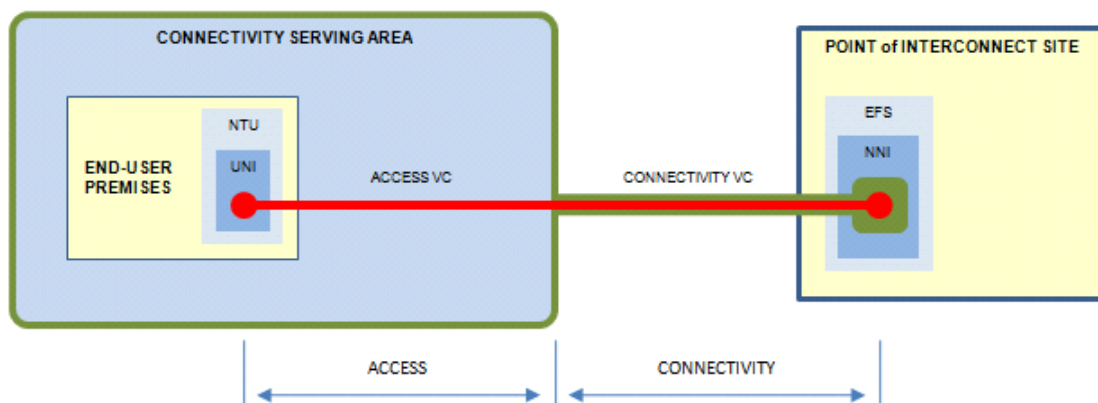 CONNECTIVITY SERVING AREA
POINT of INTERCONNECT SITE
NTU
EFS
UNI
NNI
END-USER
PREMISES
ACCESS VC
CONNECTIVITY VC
ACCESS
CONNECTIVITY